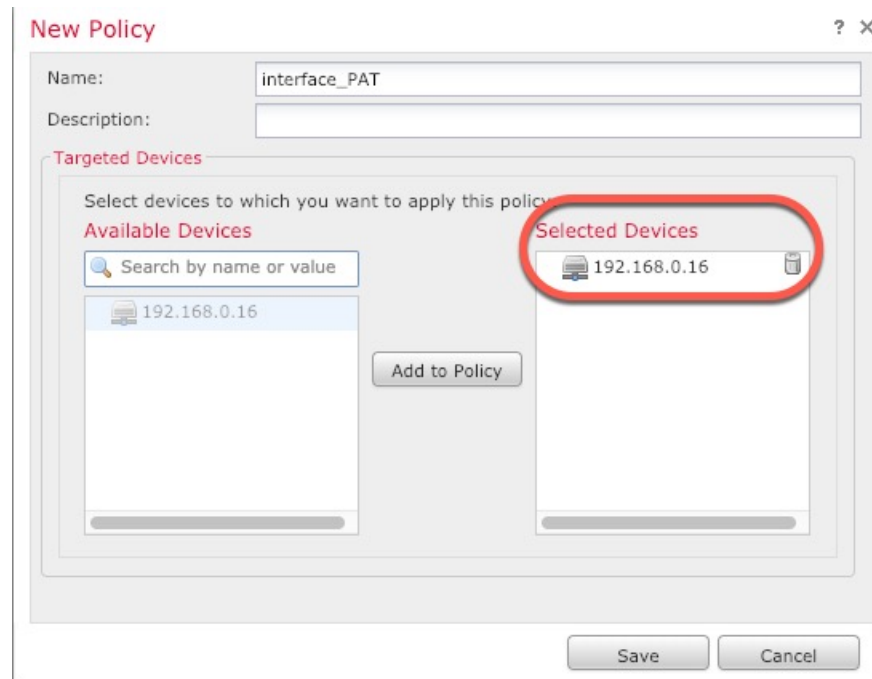 New Policy
?
Name:
interface_PAT
Description:
Targeted Devices
Select devices to which you want to apply this policy
Available Devices
Selected Devices
Search by name or value
192.168.0.16
192.168.0.16
Add to Policy
Save
Cancel